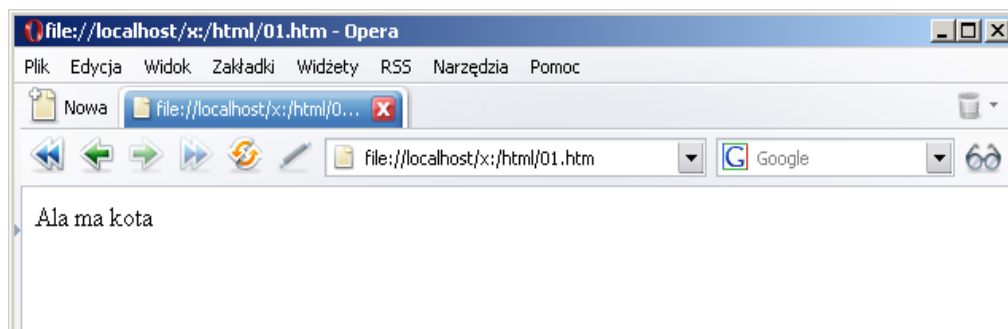 file://localhost/x:/html/01.htm - Opera
Plik Edycja Widok Zakładki Widżety RSS Narzędzia Pomoc
Nowa file://localhost/x:/html/0...
file://localhost/x:/html/01.htm G Google
Ala ma kota